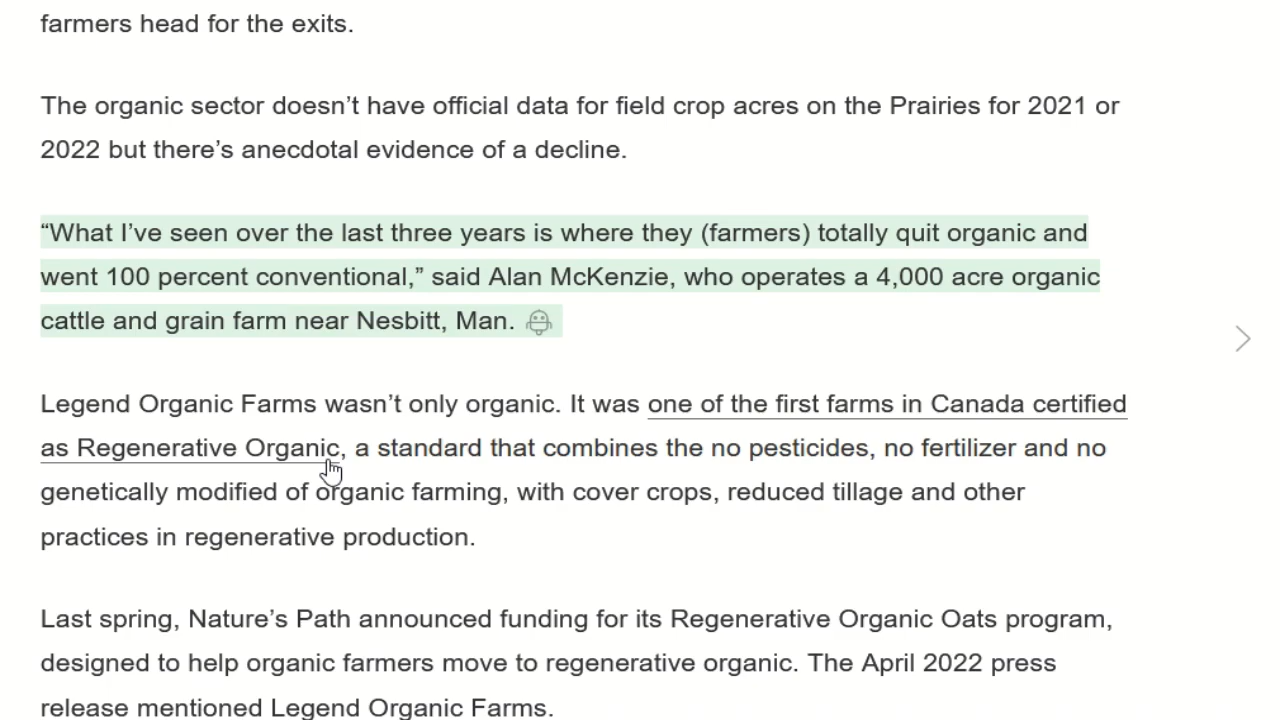 farmers head for the exits.
The organic sector doesn’t have official data for field crop acres on the Prairies for 2021 or
2022 but there’s anecdotal evidence of a decline.
“What I’ve seen over the last three years is where they (farmers) totally quit organic and
went 100 percent conventional,” said Alan McKenzie, who operates a 4,000 acre organic
cattle and grain farm near Nesbitt, Man.
Legend Organic Farms wasn’t only organic. It was one of the first farms in Canada certified
as Regenerative Organic, a standard that combines the no pesticides, no fertilizer and no
genetically modified of organic farming, with cover crops, reduced tillage and other
practices in regenerative production.
Last spring, Nature’s Path announced funding for its Regenerative Organic Oats program,
designed to help organic farmers move to regenerative organic. The April 2022 press
release mentioned Legend Organic Farms.